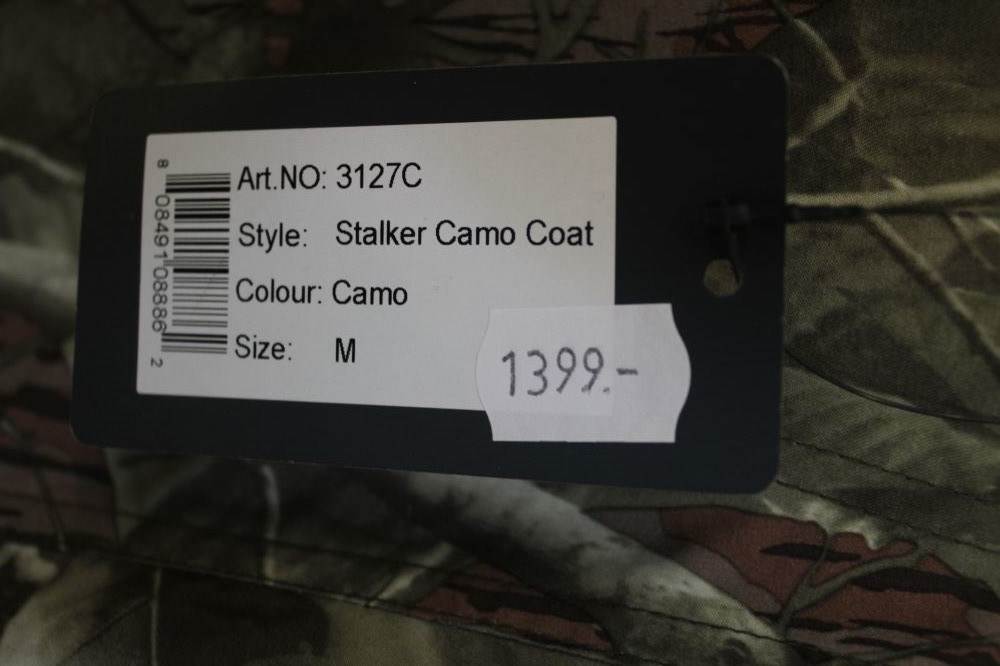 Art.NO: 3127C
Style: Stalker Camo Coat
Colour: Camo
Size: M
1399.-
8 08491 08886 2